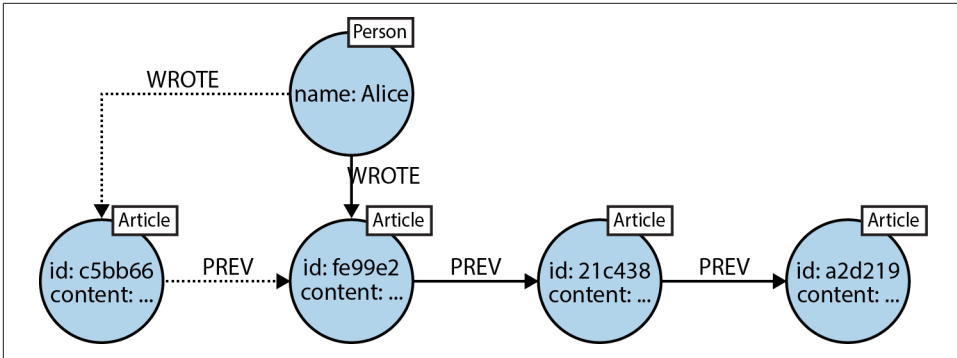 Person
WROTE
name: Alice
WROTE
Article
Article
Article
Article
id: c5bb66
content: ...
PREV
id: fe99e2
content: ...
PREV
id: 21c438
content: ...
PREV
id: a2d219
content: ...